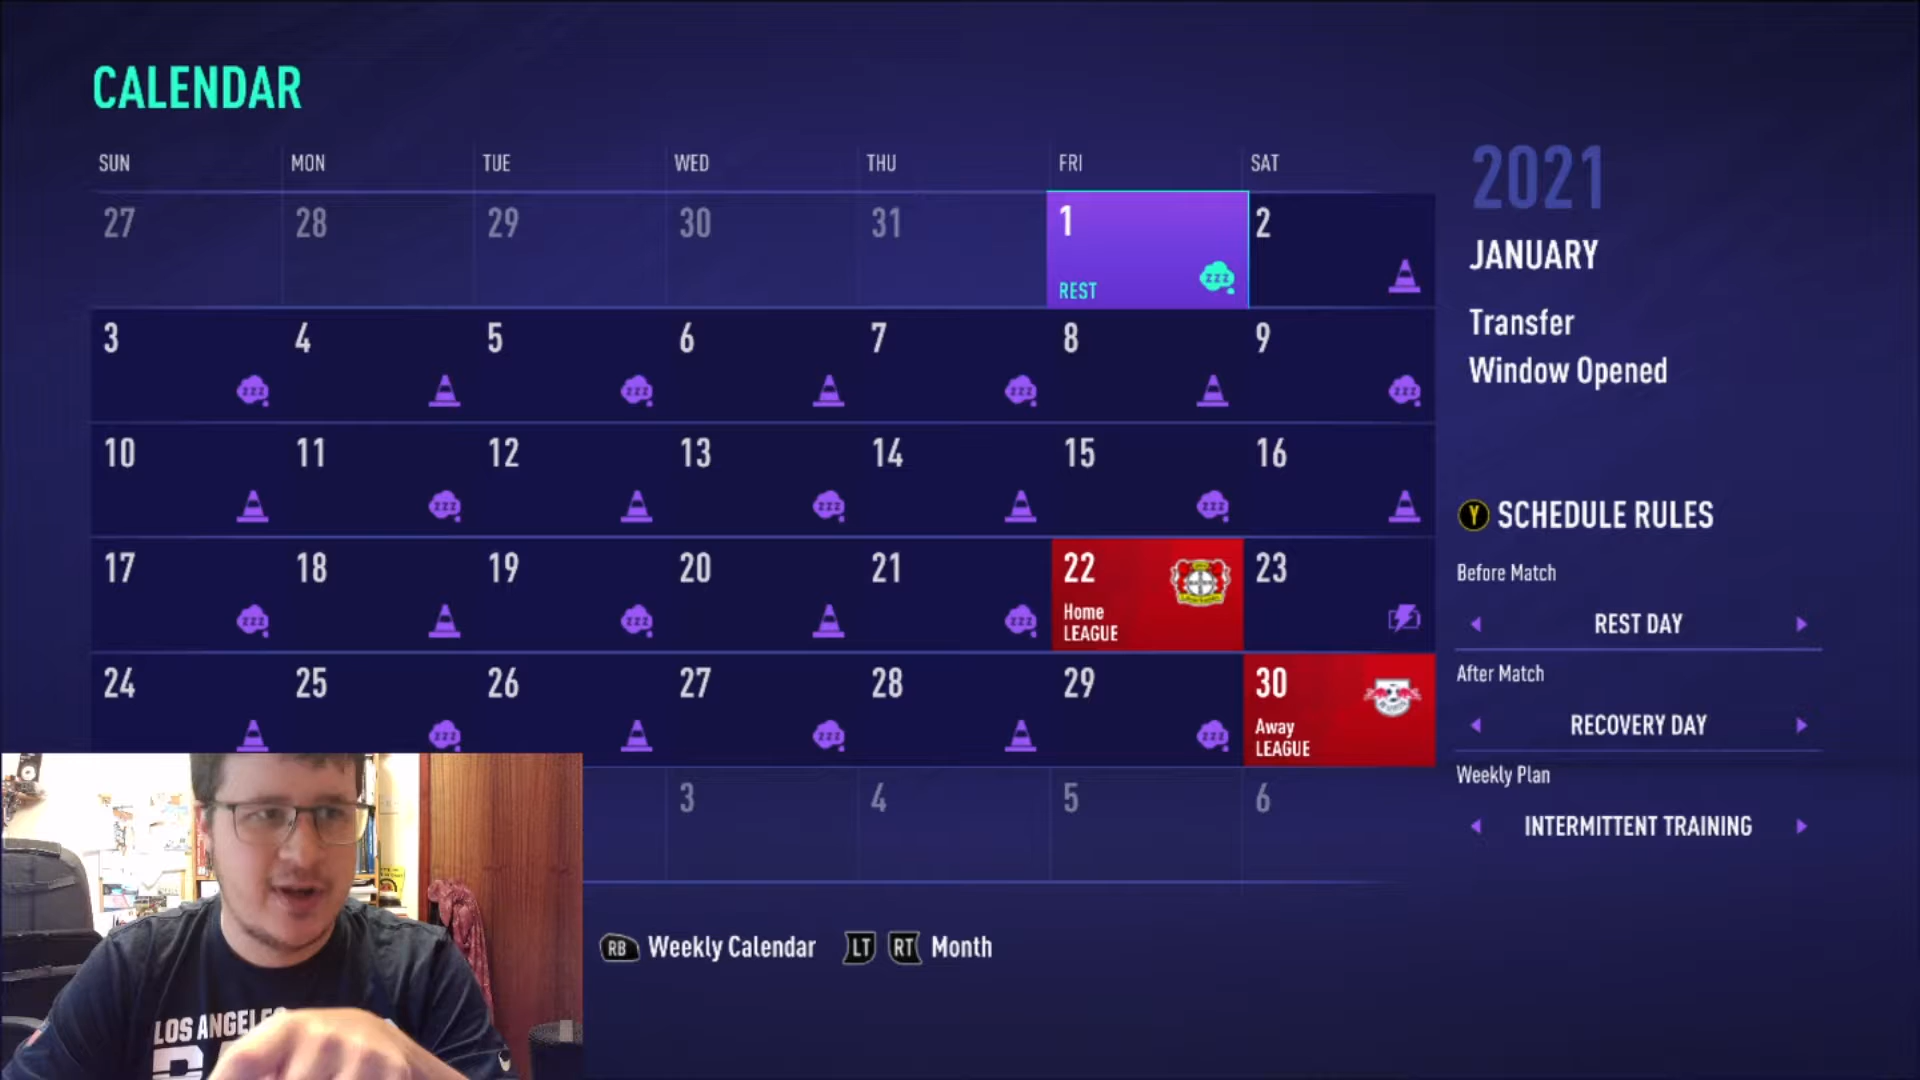 CALENDAR
SUN MON TUE WED THU FRI SAT
27 28 29 30 31 1 2
REST
3 4 5 6 7 8 9
10 11 12 13 14 15 16
17 18 19 20 21 22 23
Home
LEAGUE
24 25 26 27 28 29 30
Away
LEAGUE
3 4 5 6
2021
JANUARY
Transfer
Window Opened
Y SCHEDULE RULES
Before Match
REST DAY
After Match
RECOVERY DAY
Weekly Plan
INTERMITTENT TRAINING
RB Weekly Calendar LT RT Month
LOS ANGELES